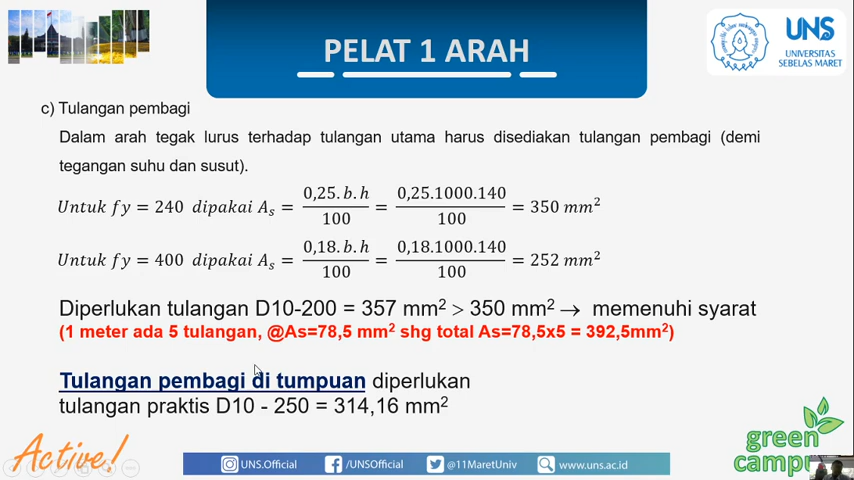 PELAT 1 ARAH
UNS
UNIVERSITAS
SEBELAS MARET
c) Tulangan pembagi
Dalam arah tegak lurus terhadap tulangan utama harus disediakan tulangan pembagi (demi
tegangan suhu dan susut).
Untuk fy = 240 dipakai Aₛ = 0,25.b.h/100 = 0,25.1000.140/100 = 350 mm²
Untuk fy = 400 dipakai Aₛ = 0,18.b.h/100 = 0,18.1000.140/100 = 252 mm²
Diperlukan tulangan D10-200 = 357 mm² > 350 mm² → memenuhi syarat
(1 meter ada 5 tulangan, @As=78,5 mm² shg total As=78,5x5 = 392,5mm²)
Tulangan pembagi di tumpuan diperlukan
tulangan praktis D10 - 250 = 314,16 mm²
Active!
UNS.Official
/UNSOfficial
@11MaretUniv
www.uns.ac.id
green